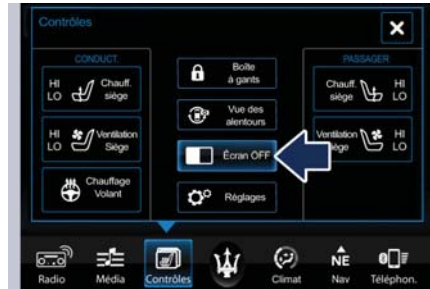 Contrôles
CONDUCT.
HI
LO
Chauff.
siège
HI
LO
Ventilation
Siège
Chauffage
Volant
Boîte
à gants
Vue des
alentours
Écran OFF
Réglages
PASSAGER
Chauff.
siège
HI
LO
Ventilation
Siège
HI
LO
Radio
Média
Contrôles
Climat
NE
Nav
Téléphon.